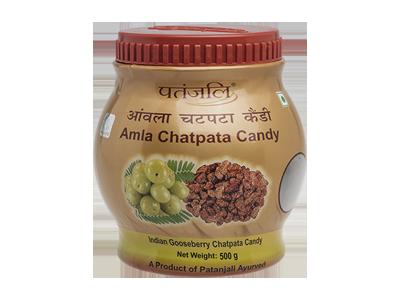 पतंजलि®
आंवला चटपटा कैंडी
Amla Chatpata Candy
Indian Gooseberry Chatpata Candy
Net Weight: 500 g
A Product of Patanjali Ayurved